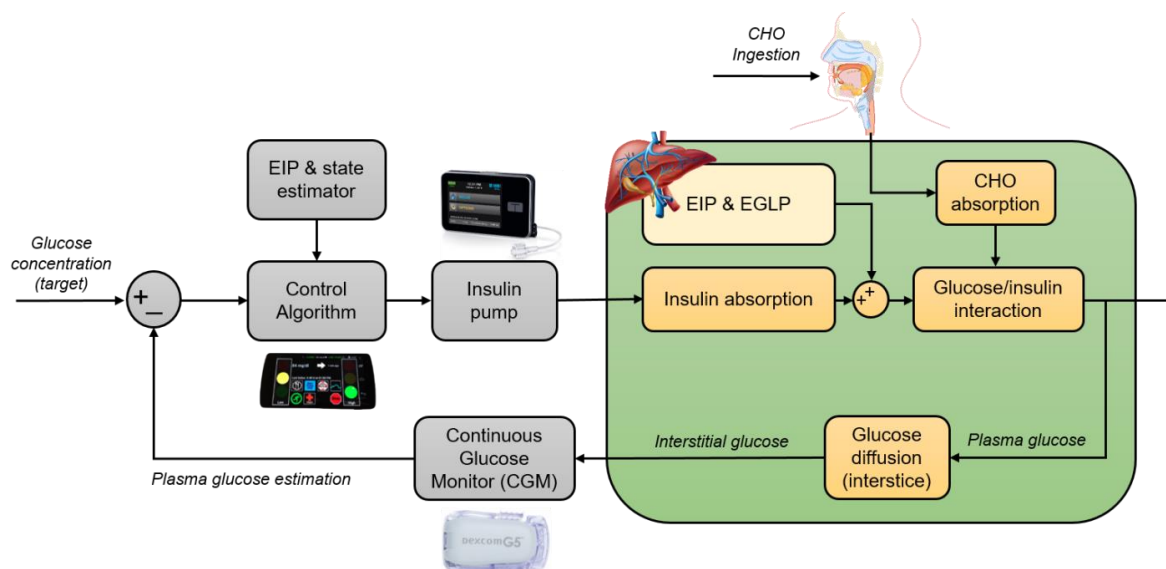 CHO
Ingestion
EIP & state
estimator
EIP & EGLP
CHO
absorption
Glucose
concentration
(target)
+
−
Control
Algorithm
Insulin
pump
Insulin absorption
+
+
Glucose/insulin
interaction
Plasma glucose estimation
Continuous
Glucose
Monitor (CGM)
Interstitial glucose
Glucose
diffusion
(interstice)
Plasma glucose
DEXCOM G5